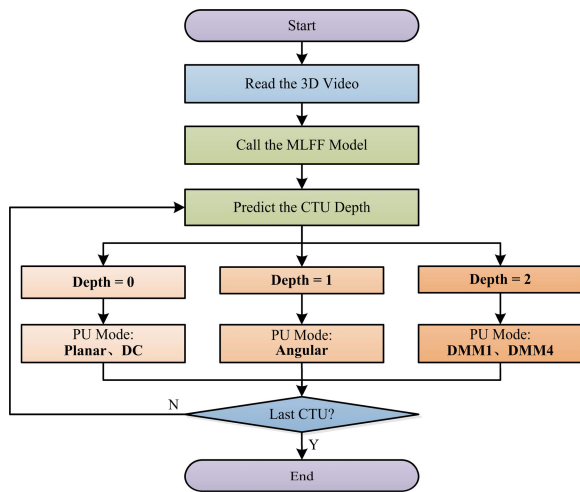 Start
Read the 3D Video
Call the MLFF Model
Predict the CTU Depth
Depth = 0
Depth = 1
Depth = 2
PU Mode:
Planar、DC
PU Mode:
Angular
PU Mode:
DMM1、DMM4
N
Last CTU?
Y
End